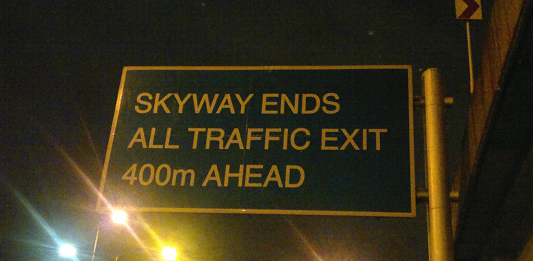 SKYWAY ENDS
ALL TRAFFIC EXIT
400m AHEAD